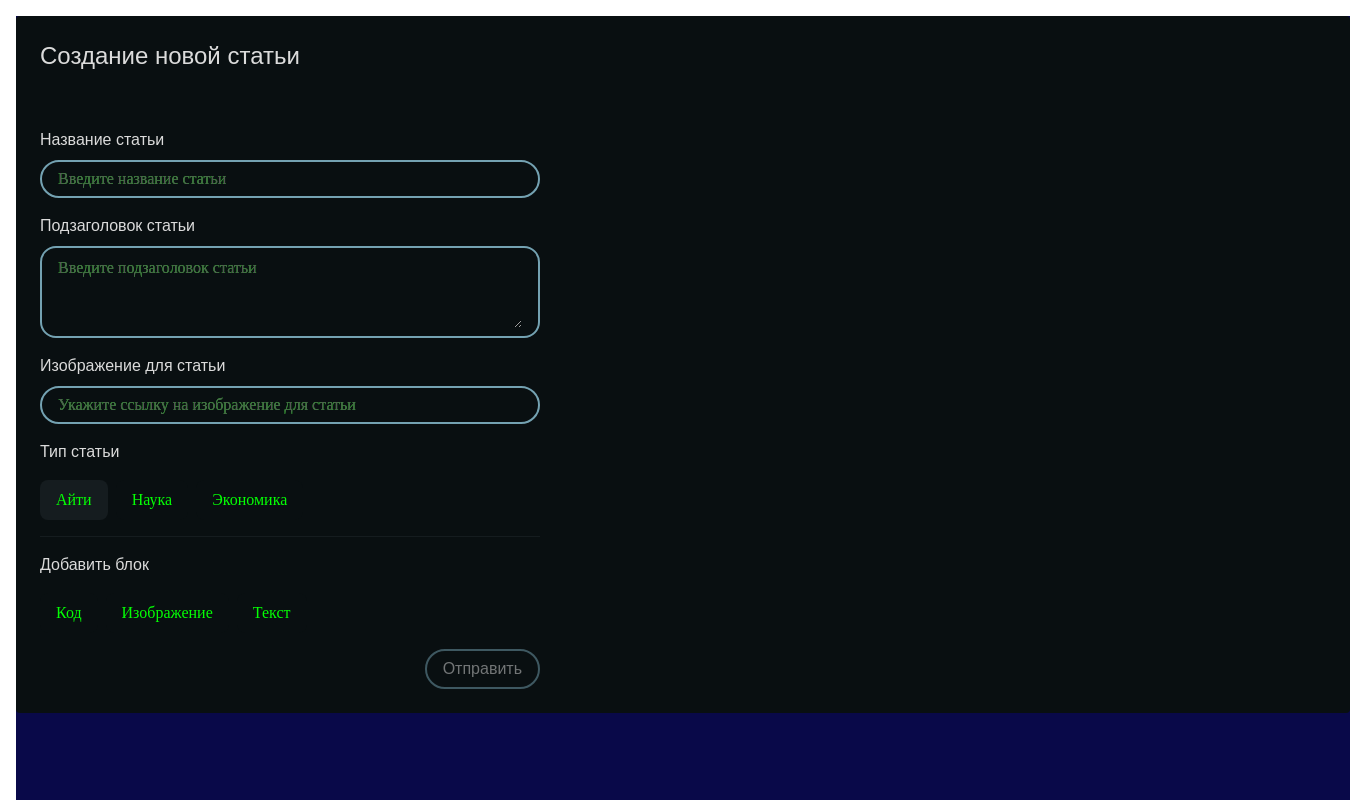 Создание новой статьи
Название статьи
Введите название статьи
Подзаголовок статьи
Введите подзаголовок статьи
Изображение для статьи
Укажите ссылку на изображение для статьи
Тип статьи
Айти Наука Экономика
Добавить блок
Код Изображение Текст
Отправить